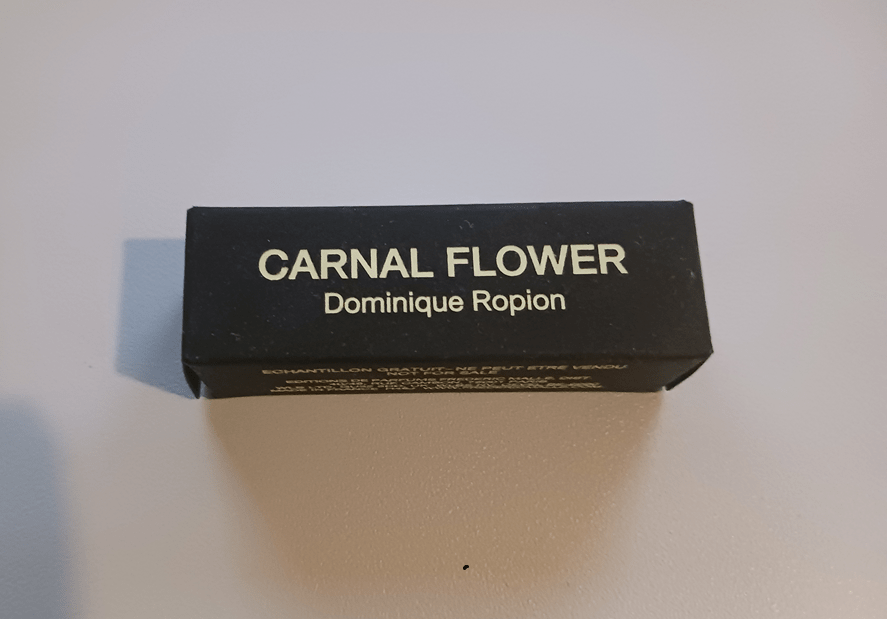 CARNAL FLOWER
Dominique Ropion
ECHANTILLON GRATUIT-NE PEUT ETRE VENDU
NOT FOR SALE
EDITIONS DE PARFUMS FREDERIC MALLE